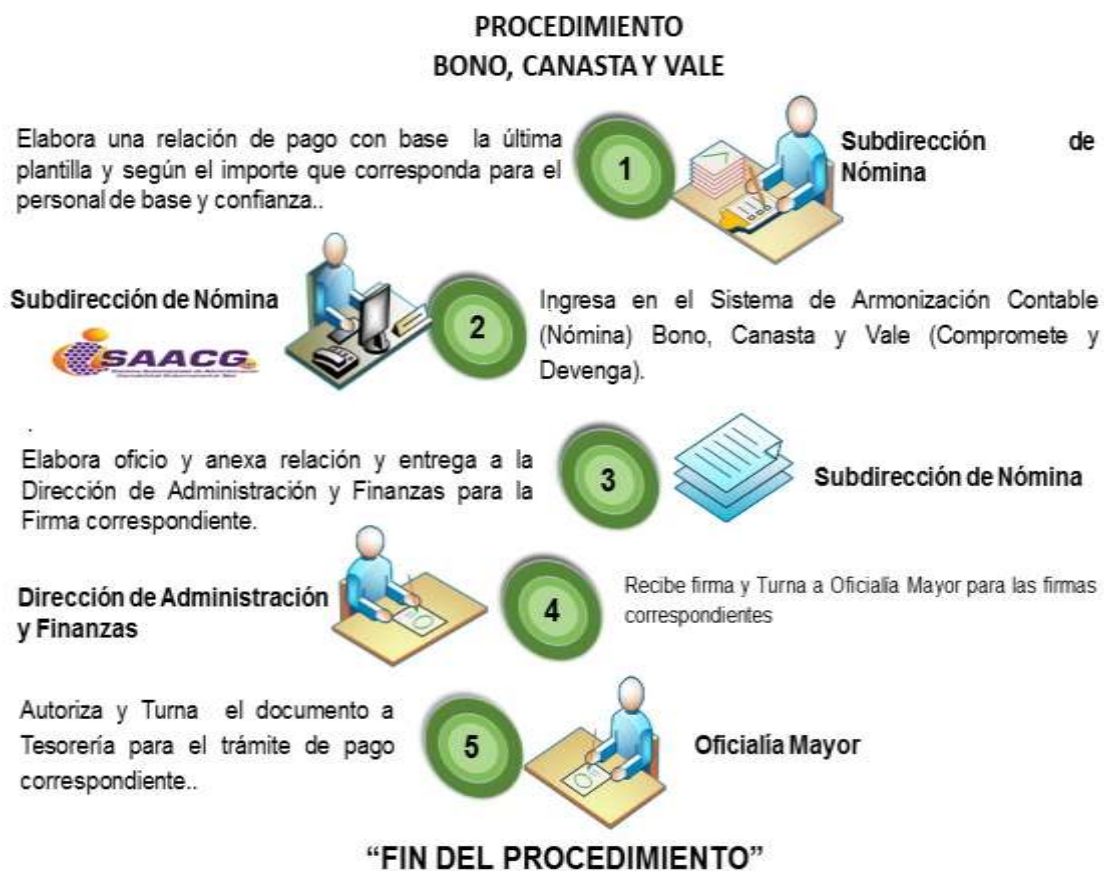 PROCEDIMIENTO
BONO, CANASTA Y VALE
Elabora una relación de pago con base la última
plantilla y según el importe que corresponda para el
personal de base y confianza..
1
Subdirección de
Nómina
Subdirección de Nómina
SAACG
2
Ingresa en el Sistema de Armonización Contable
(Nómina) Bono, Canasta y Vale (Compromete y
Devenga).
.
Elabora oficio y anexa relación y entrega a la
Dirección de Administración y Finanzas para la
Firma correspondiente.
3
Subdirección de Nómina
Dirección de Administración
y Finanzas
4
Recibe firma y Turna a Oficialía Mayor para las firmas
correspondientes
Autoriza y Turna el documento a
Tesorería para el trámite de pago
correspondiente..
5
Oficialía Mayor
“FIN DEL PROCEDIMIENTO”